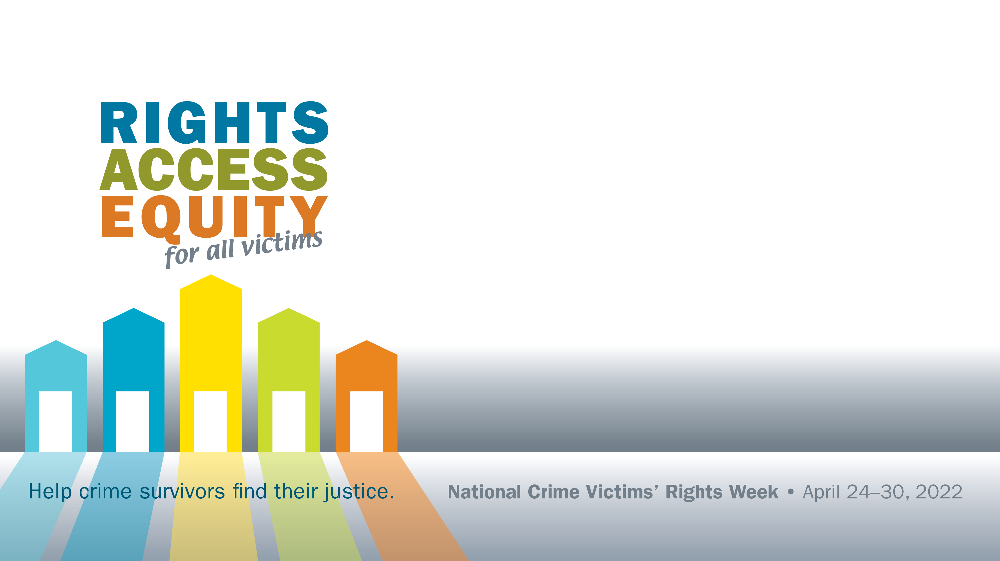 RIGHTS
ACCESS
EQUITY
for all victims
Help crime survivors find their justice.
National Crime Victims’ Rights Week • April 24–30, 2022